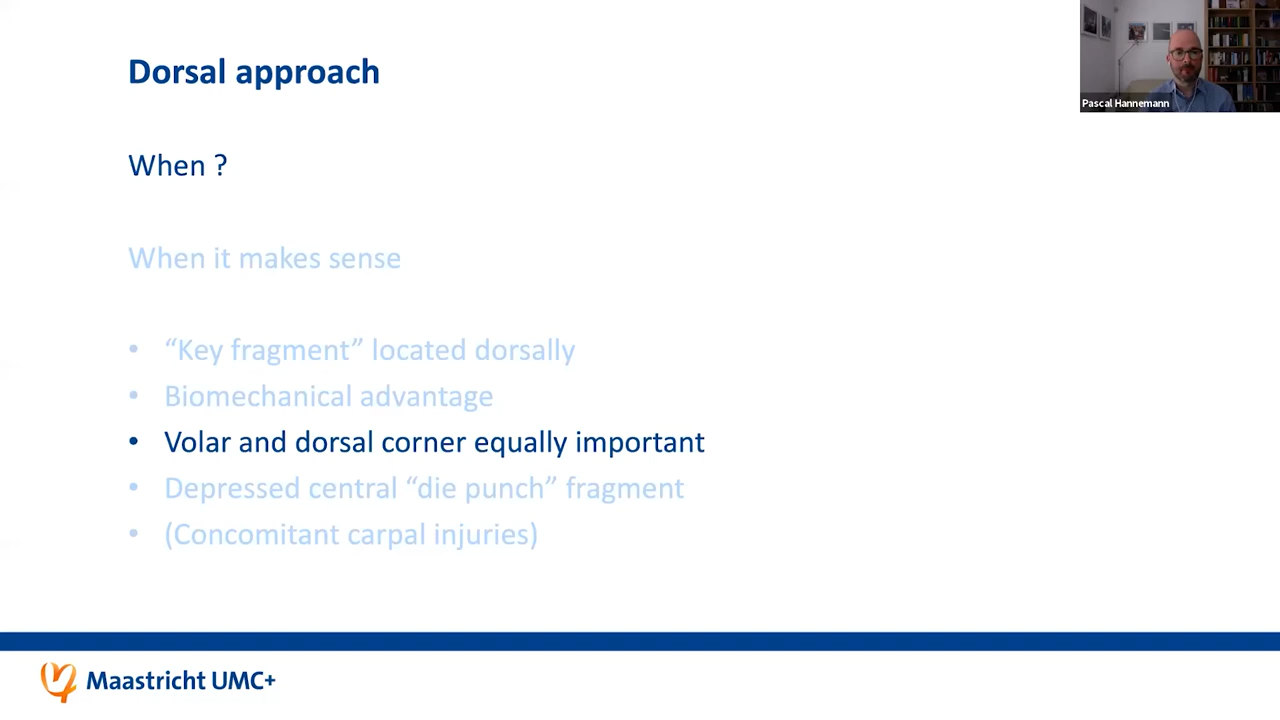 Dorsal approach
Pascal Hannemann
When ?
When it makes sense
• “Key fragment” located dorsally
• Biomechanical advantage
• Volar and dorsal corner equally important
• Depressed central “die punch” fragment
• (Concomitant carpal injuries)
Maastricht UMC+